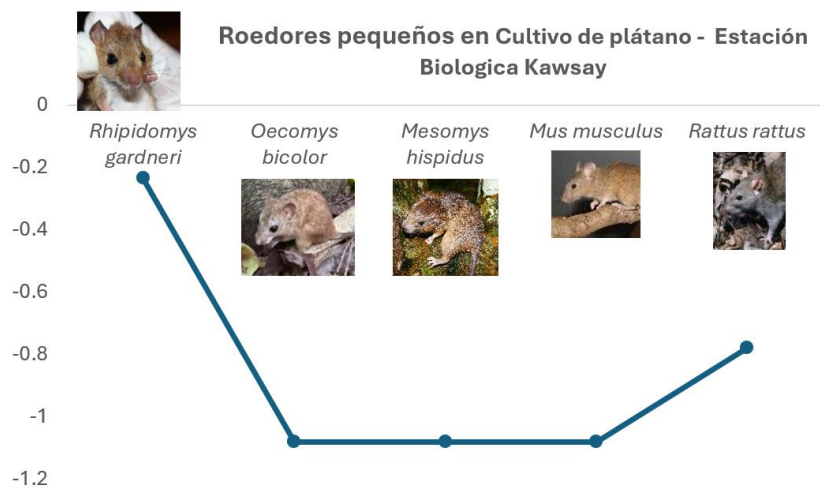 Roedores pequeños en Cultivo de plátano - Estación
Biologica Kawsay
0
Rhipidomys
gardneri
Oecomys
bicolor
Mesomys
hispidus
Mus musculus
Rattus rattus
-0.2
-0.4
-0.6
-0.8
-1
-1.2